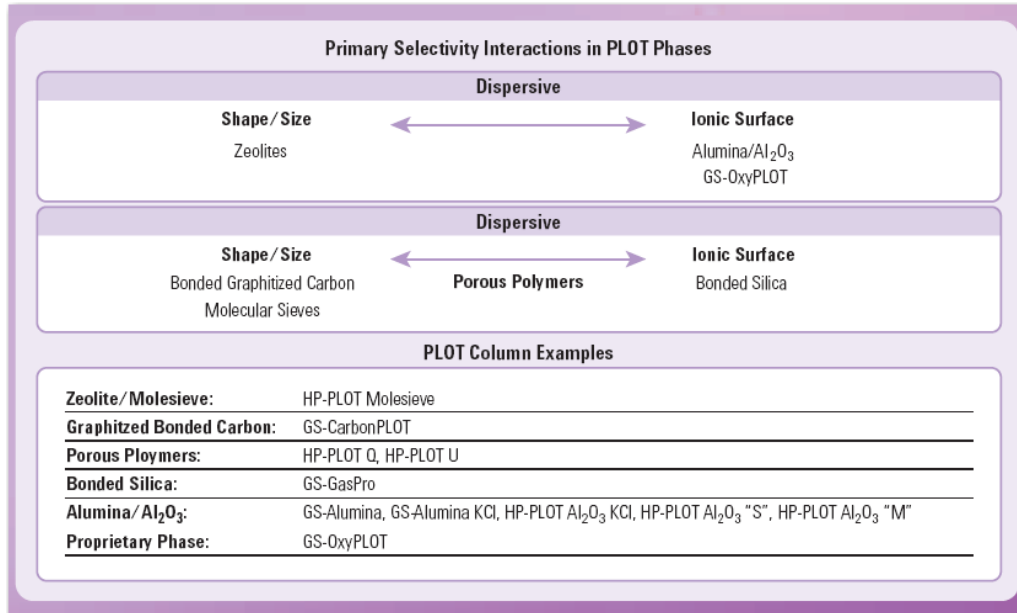 Primary Selectivity Interactions in PLOT Phases
Dispersive
Shape/Size Ionic Surface
Zeolites Alumina/Al₂O₃
GS-OxyPLOT
Dispersive
Shape/Size Ionic Surface
Bonded Graphitized Carbon Porous Polymers Bonded Silica
Molecular Sieves
PLOT Column Examples
Zeolite/Molesieve: HP-PLOT Molesieve
Graphitzed Bonded Carbon: GS-CarbonPLOT
Porous Ploymers: HP-PLOT Q, HP-PLOT U
Bonded Silica: GS-GasPro
Alumina/Al₂O₃: GS-Alumina, GS-Alumina KCl, HP-PLOT Al₂O₃ KCl, HP-PLOT Al₂O₃ "S", HP-PLOT Al₂O₃ "M"
Proprietary Phase: GS-OxyPLOT